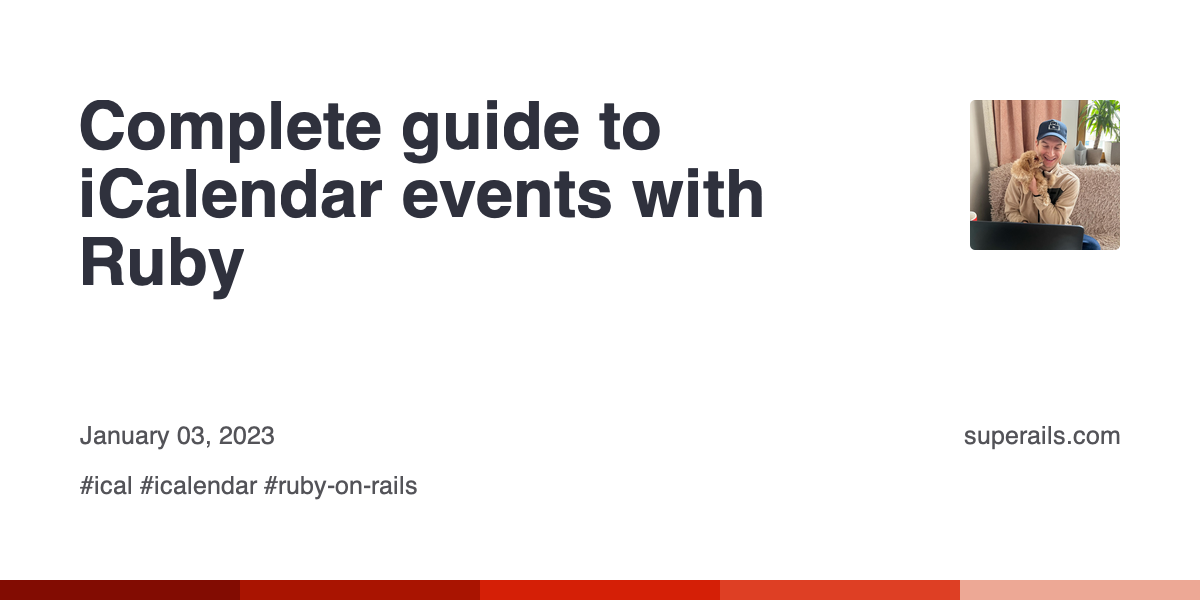 Complete guide to
iCalendar events with
Ruby
January 03, 2023
superails.com
#ical #icalendar #ruby-on-rails